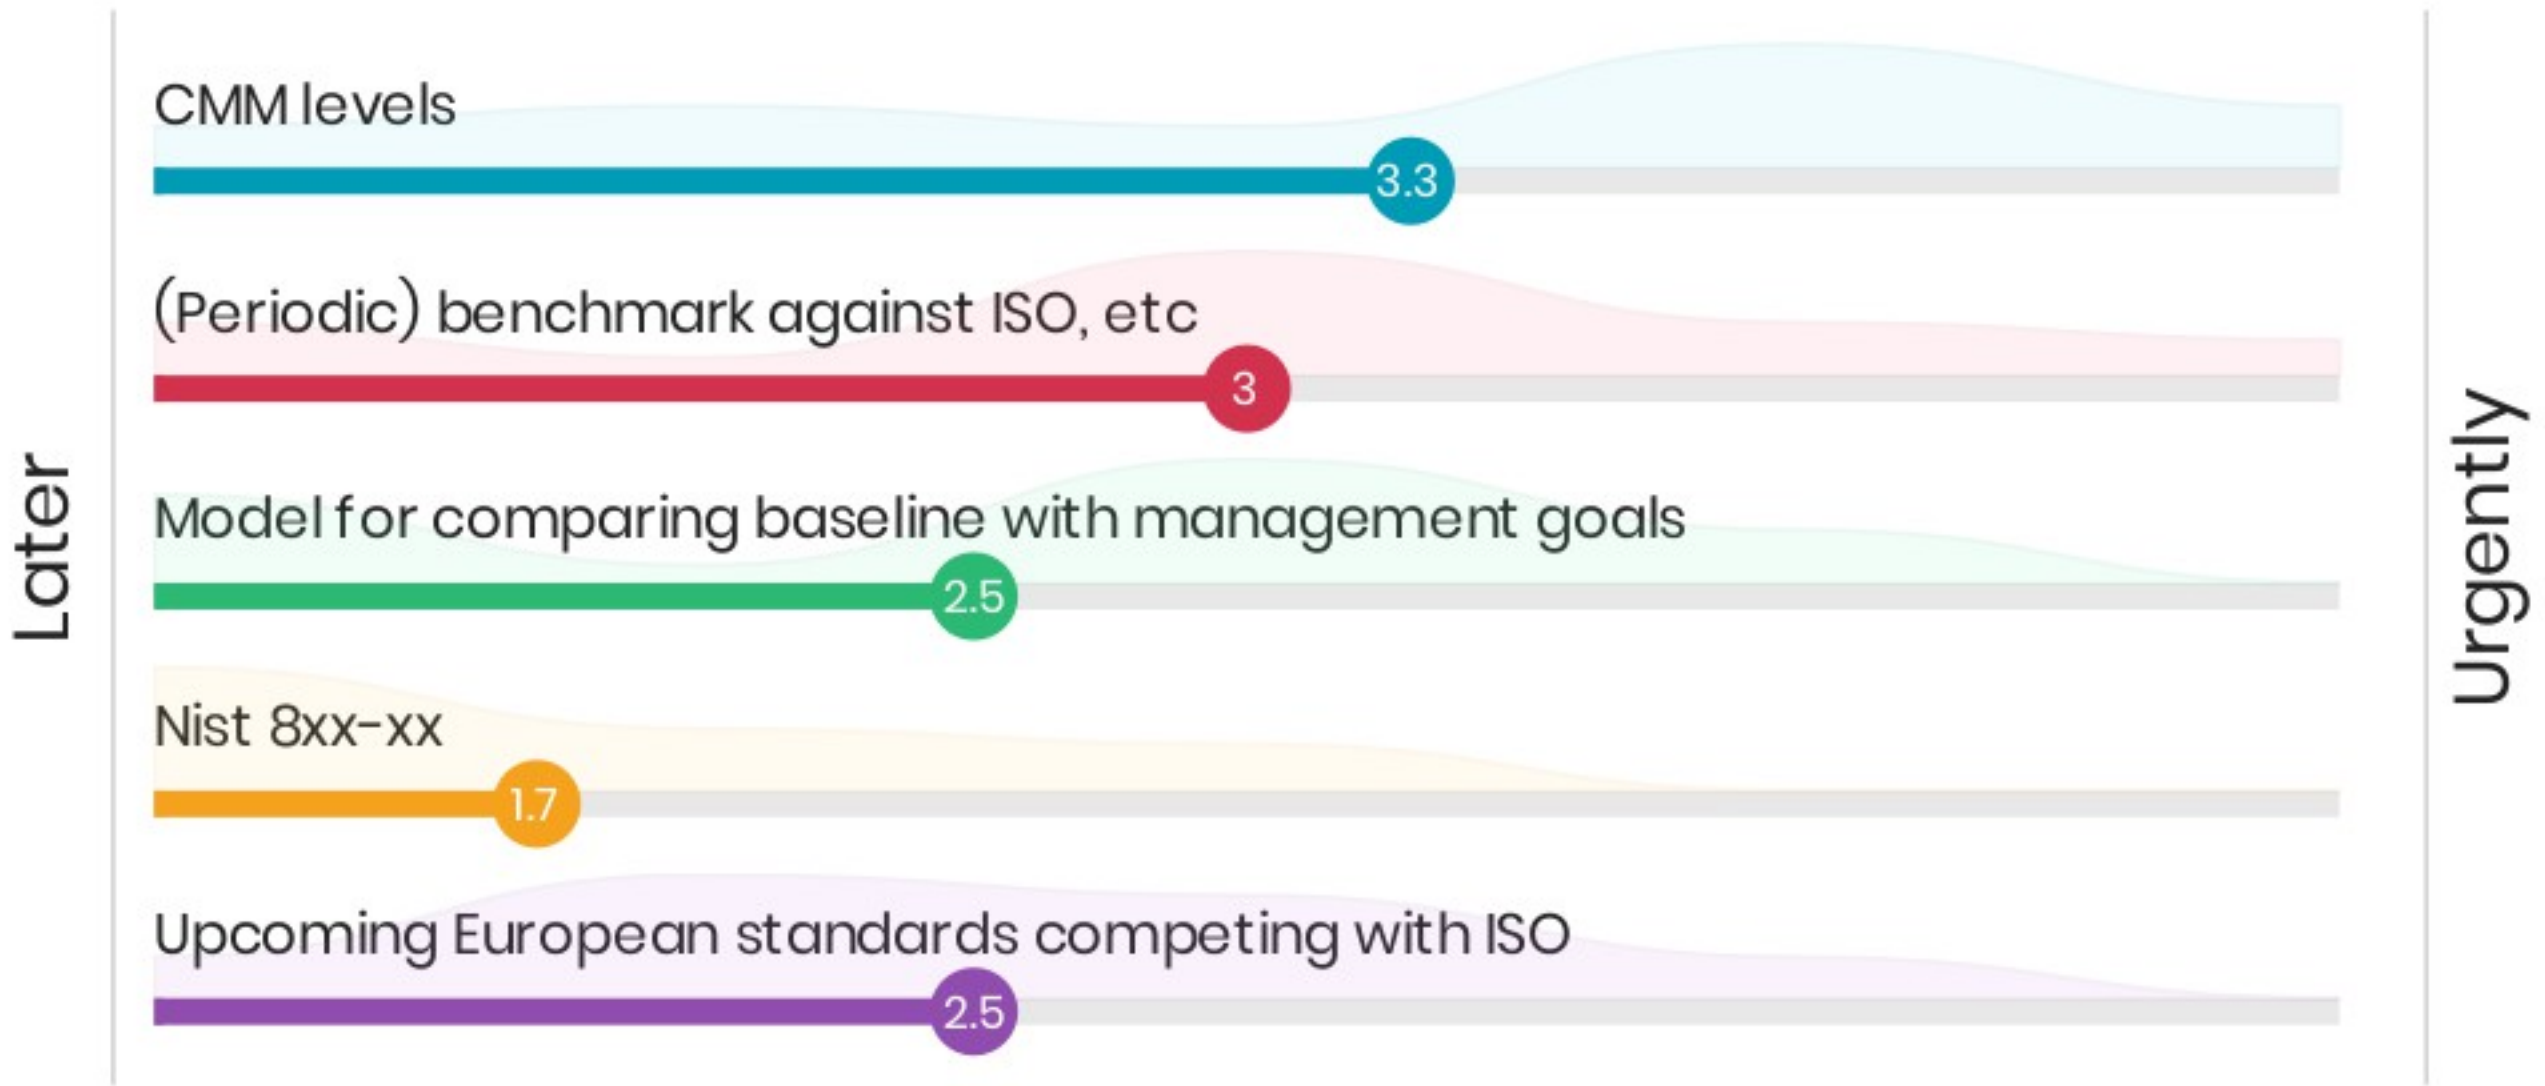 CMM levels
3.3
(Periodic) benchmark against ISO, etc
3
Later
Urgently
Model for comparing baseline with management goals
2.5
Nist 8xx-xx
1.7
Upcoming European standards competing with ISO
2.5